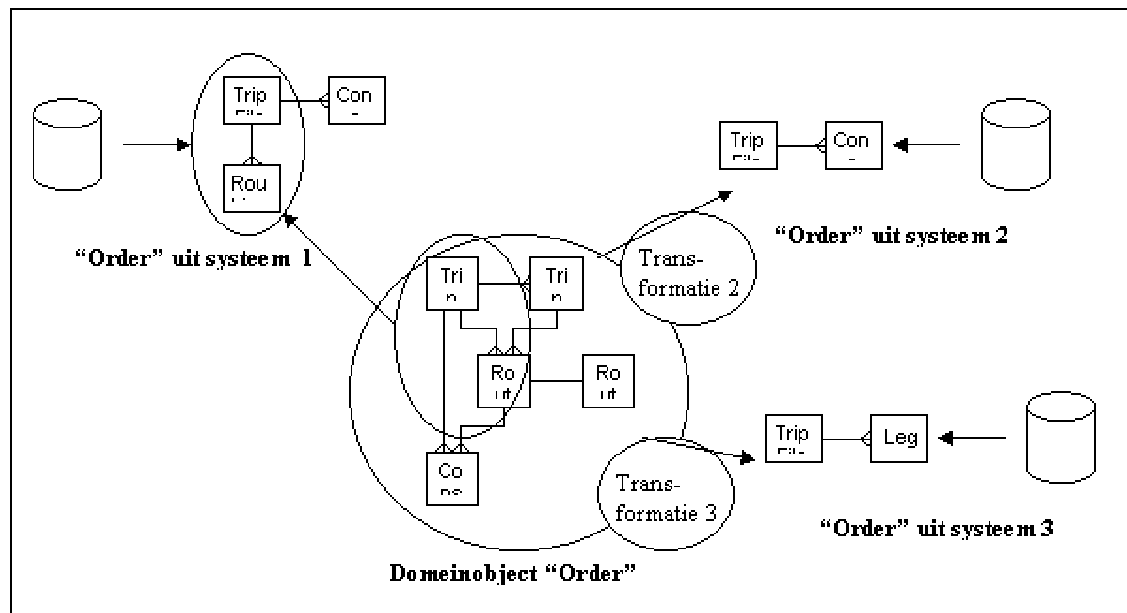 Trip
Con
Rou
“Order” uit systeem 1
Trip
Con
“Order” uit systeem 2
Trans-
formatie 2
Tri
Tri
Ro
Ro
Co
Trip
Leg
“Order” uit systeem 3
Trans-
formatie 3
Domeinobject “Order”